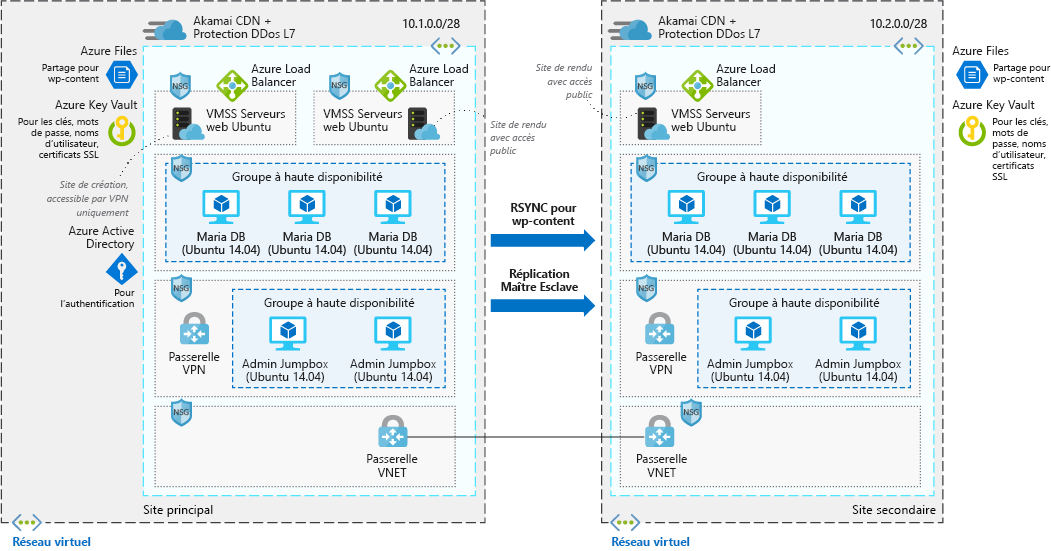 Akamai CDN +
Protection DDos L7
10.1.0.0/28
Azure Files
Partage pour
wp-content
Azure Key Vault
Pour les clés, mots
de passe, noms
d'utilisateur,
certificats SSL
Site de création,
accessible par VPN
uniquement
Azure Active
Directory
Pour
l'authentification
NSG
Azure Load
Balancer
VMSS Serveurs
web Ubuntu
NSG
Azure Load
Balancer
VMSS Serveurs
web Ubuntu
Site de rendu
avec accès
public
NSG
Groupe à haute disponibilité
Maria DB
(Ubuntu 14.04)
Maria DB
(Ubuntu 14.04)
Maria DB
(Ubuntu 14.04)
NSG
Passerelle
VPN
Groupe à haute disponibilité
Admin Jumpbox
(Ubuntu 14.04)
Admin Jumpbox
(Ubuntu 14.04)
NSG
Passerelle
VNET
Site principal
Réseau virtuel
RSYNC pour
wp-content
Réplication
Maître Esclave
Akamai CDN +
Protection DDos L7
10.2.0.0/28
Site de rendu
avec accès
public
NSG
Azure Load
Balancer
VMSS Serveurs
web Ubuntu
Azure Files
Partage pour
wp-content
Azure Key Vault
Pour les clés,
mots de
passe, noms
d'utilisateur,
certificats
SSL
NSG
Groupe à haute disponibilité
Maria DB
(Ubuntu 14.04)
Maria DB
(Ubuntu 14.04)
Maria DB
(Ubuntu 14.04)
NSG
Passerelle
VPN
Groupe à haute disponibilité
Admin Jumpbox
(Ubuntu 14.04)
Admin Jumpbox
(Ubuntu 14.04)
NSG
Passerelle
VNET
Site secondaire
Réseau virtuel